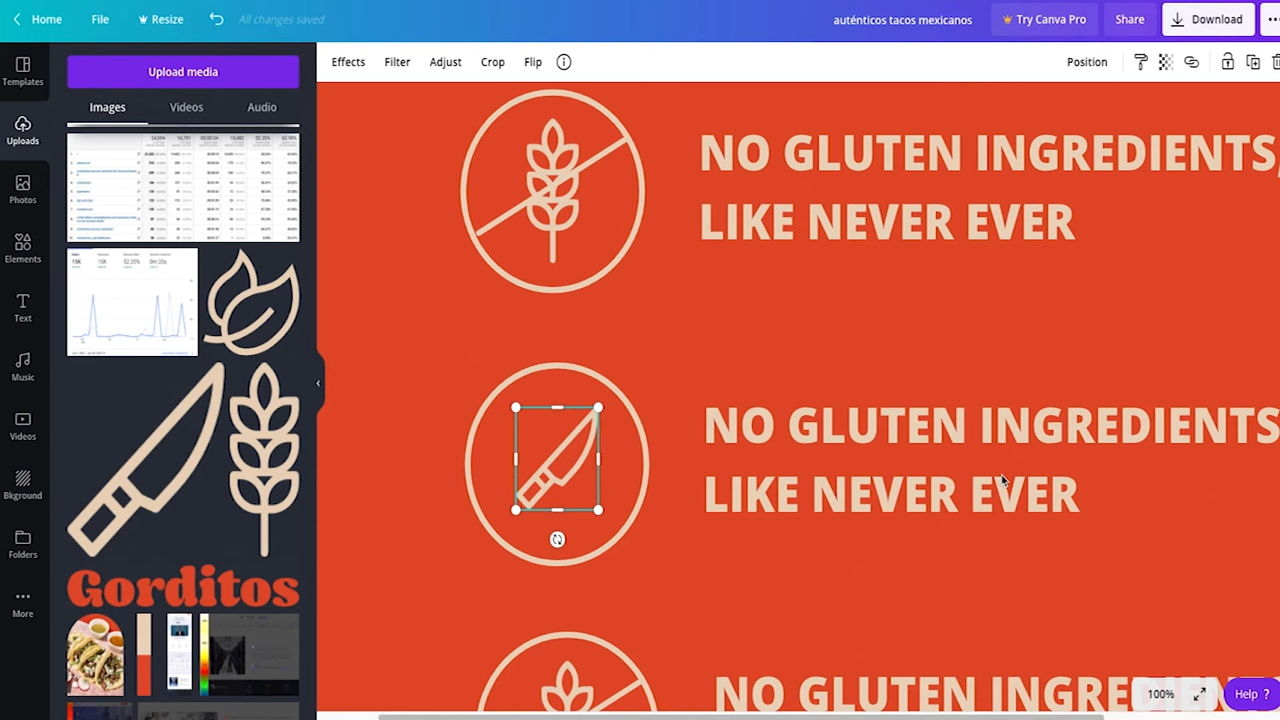 Home File Resize All changes saved auténticos tacos mexicanos Try Canva Pro Share Download
Effects Filter Adjust Crop Flip Position
Templates
Uploads
Photos
Elements
Text
Music
Videos
Bkground
Folders
More
Upload media
Images Videos Audio
Gorditos
NO GLUTEN INGREDIENTS,
LIKE NEVER EVER
NO GLUTEN INGREDIENTS
LIKE NEVER EVER
NO GLUTEN INGREDIEN
100% Help ?